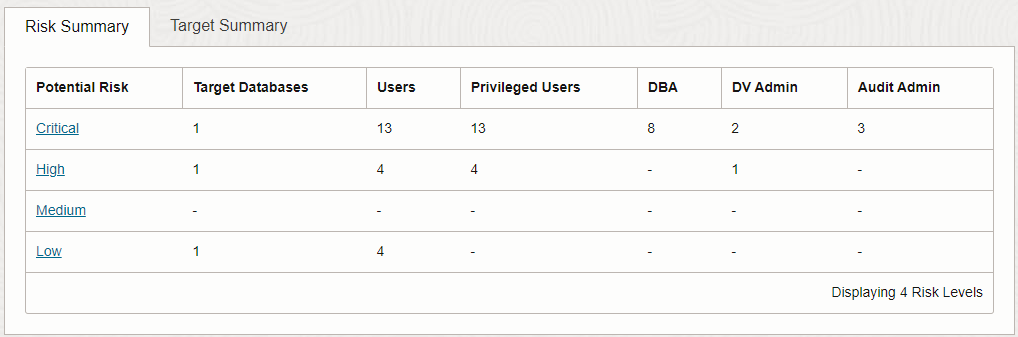 Risk Summary Target Summary
Potential Risk Target Databases Users Privileged Users DBA DV Admin Audit Admin
Critical 1 13 13 8 2 3
High 1 4 4 - 1 -
Medium - - - - - -
Low 1 4 - - - -
Displaying 4 Risk Levels